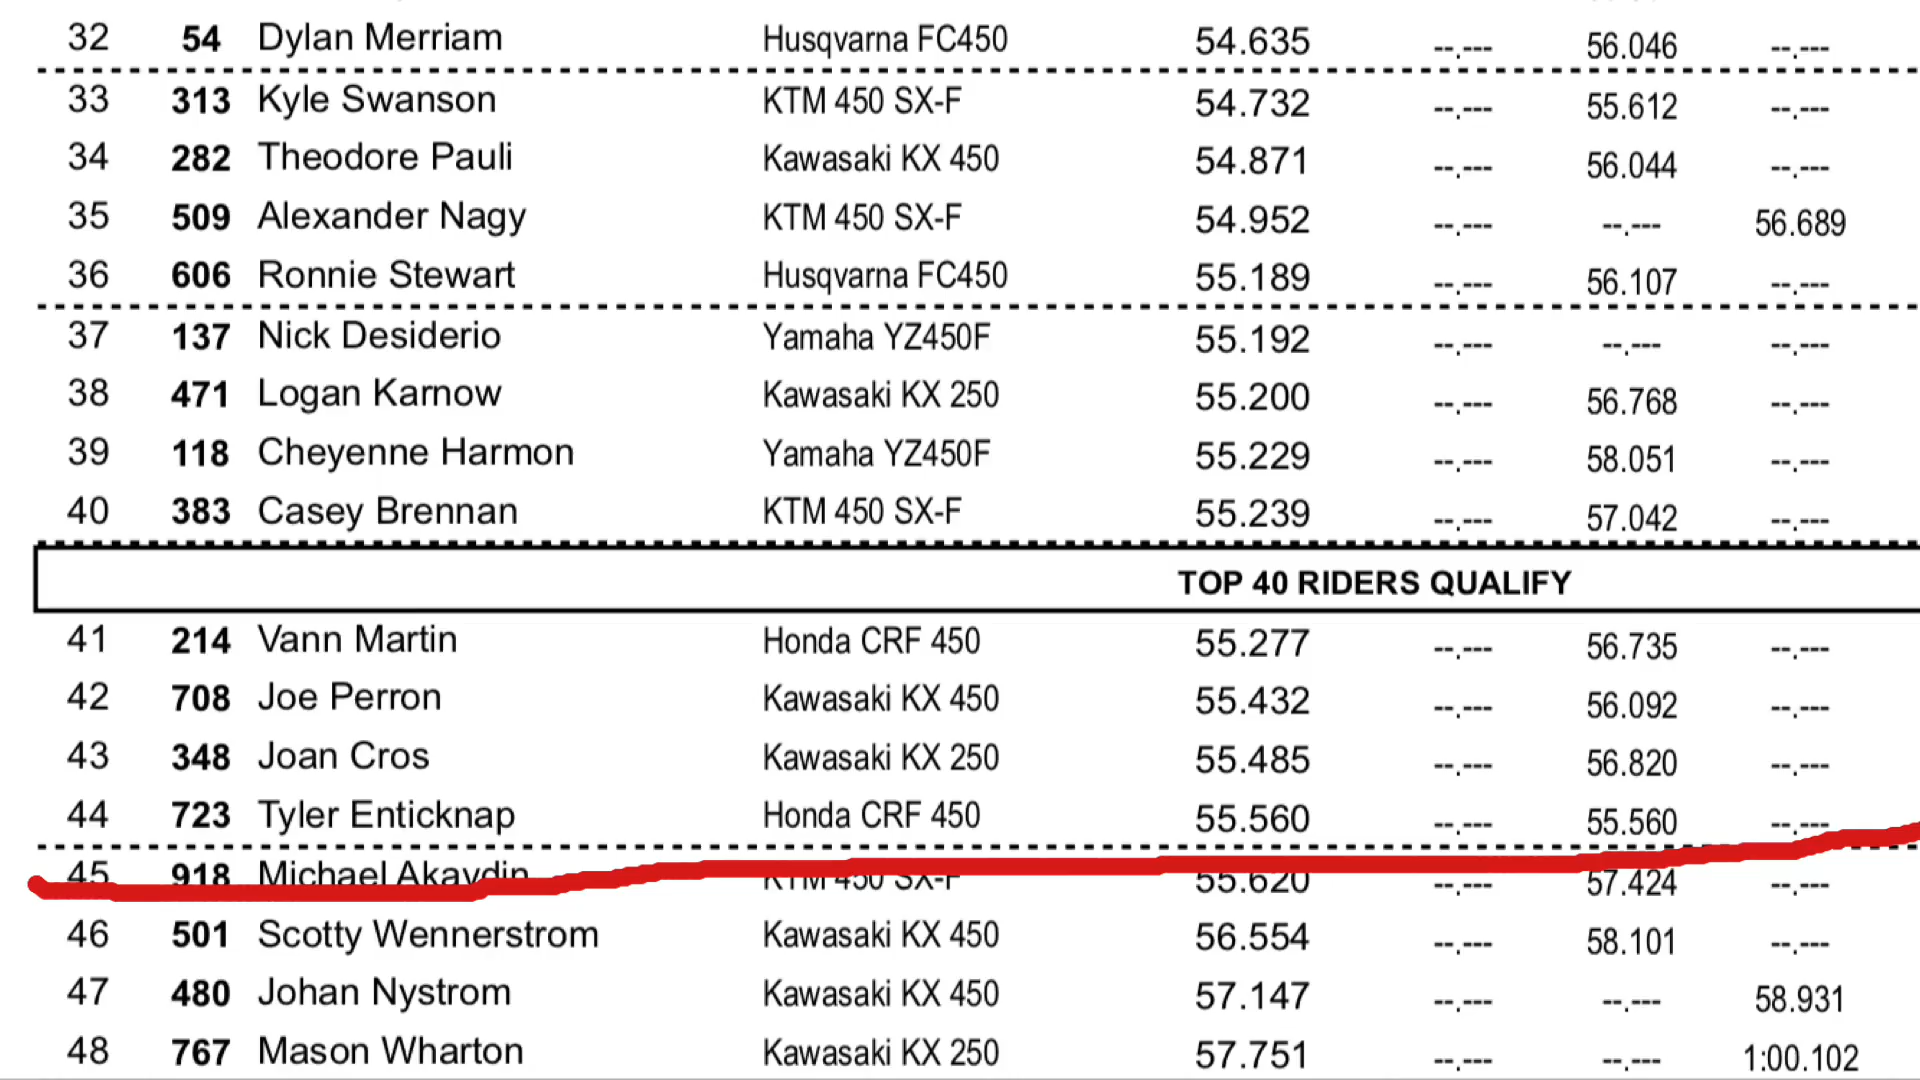 32 54 Dylan Merriam Husqvarna FC450 54.635 --.--- 56.046 --.---
33 313 Kyle Swanson KTM 450 SX-F 54.732 --.--- 55.612 --.---
34 282 Theodore Pauli Kawasaki KX 450 54.871 --.--- 56.044 --.---
35 509 Alexander Nagy KTM 450 SX-F 54.952 --.--- --.--- 56.689
36 606 Ronnie Stewart Husqvarna FC450 55.189 --.--- 56.107 --.---
37 137 Nick Desiderio Yamaha YZ450F 55.192 --.--- --.--- --.---
38 471 Logan Karnow Kawasaki KX 250 55.200 --.--- 56.768 --.---
39 118 Cheyenne Harmon Yamaha YZ450F 55.229 --.--- 58.051 --.---
40 383 Casey Brennan KTM 450 SX-F 55.239 --.--- 57.042 --.---
TOP 40 RIDERS QUALIFY
41 214 Vann Martin Honda CRF 450 55.277 --.--- 56.735 --.---
42 708 Joe Perron Kawasaki KX 450 55.432 --.--- 56.092 --.---
43 348 Joan Cros Kawasaki KX 250 55.485 --.--- 56.820 --.---
44 723 Tyler Enticknap Honda CRF 450 55.560 --.--- 55.560 --.---
45 918 Michael Akaydin KTM 450 SX-F 55.620 --.--- 57.424 --.---
46 501 Scotty Wennerstrom Kawasaki KX 450 56.554 --.--- 58.101 --.---
47 480 Johan Nystrom Kawasaki KX 450 57.147 --.--- --.--- 58.931
48 767 Mason Wharton Kawasaki KX 250 57.751 --.--- --.--- 1:00.102